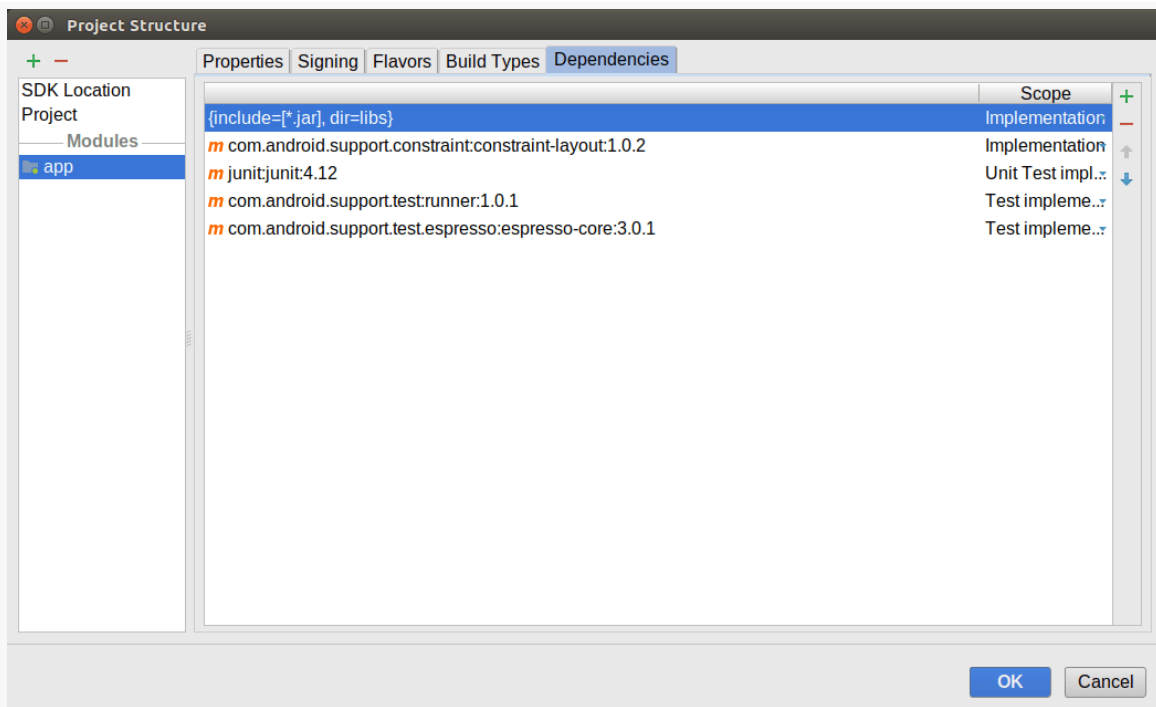 Project Structure
Properties Signing Flavors Build Types Dependencies
SDK Location
Project
Modules
app
Scope
{include=[*.jar], dir=libs} Implementation
m com.android.support.constraint:constraint-layout:1.0.2 Implementation
m junit:junit:4.12 Unit Test impl...
m com.android.support.test:runner:1.0.1 Test impleme...
m com.android.support.test.espresso:espresso-core:3.0.1 Test impleme...
OK Cancel